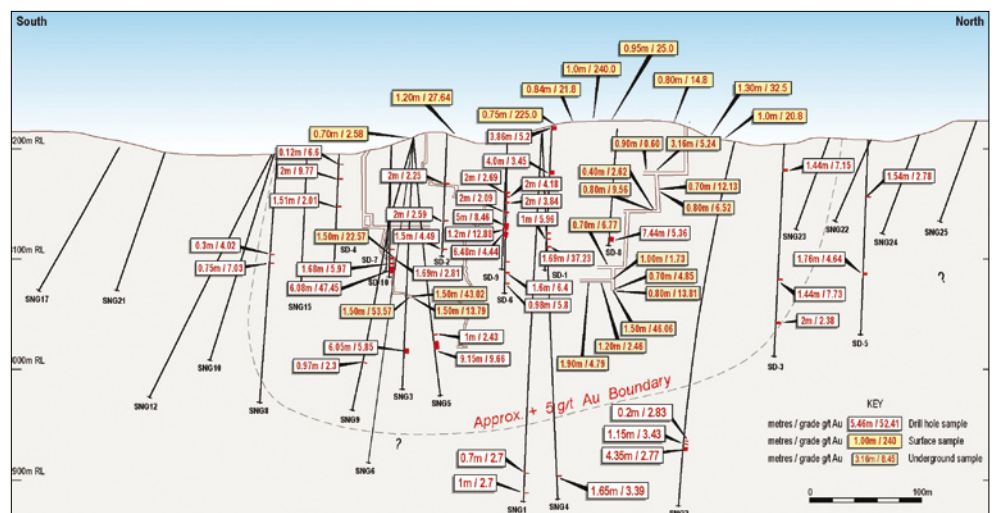 South
North
0.95m / 25.0
1.0m / 240.0
0.84m / 21.8
0.80m / 14.8
1.30m / 32.5
1.20m / 27.64
0.75m / 225.0
1.0m / 20.8
0.70m / 2.58
3.86m / 5.2
0.90m / 0.60
3.16m / 5.24
200m RL
0.12m / 6.6
2m / 9.77
1.51m / 2.01
2m / 2.25
4.0m / 3.45
2m / 2.69
2m / 4.18
2m / 2.09
2m / 3.84
0.40m / 2.62
0.80m / 9.56
0.70m / 12.13
0.80m / 6.52
1.44m / 7.15
1.54m / 2.78
2m / 2.59
5m / 8.46
1m / 5.96
0.70m / 6.77
1.50m / 22.57
1.5m / 4.49
1.2m / 12.88
7.44m / 5.36
SNG23
SNG22
SNG24
SNG25
0.3m / 4.02
SD-4
SD-7
SD-2
6.48m / 4.44
SD-8
0.75m / 7.03
1.68m / 5.97
1.69m / 2.81
1.69m / 37.23
1.00m / 1.73
1.76m / 4.64
100m RL
SD-10
SD-9
SD-1
0.70m / 4.85
6.08m / 47.45
1.6m / 6.4
0.80m / 13.81
1.44m / 7.73
?
SNG17
SNG21
SNG15
1.50m / 43.02
SD-6
0.98m / 5.8
1.50m / 53.57
1.50m / 13.79
1.50m / 46.06
2m / 2.38
1m / 2.43
1.20m / 2.46
SD-5
6.05m / 5.85
9.15m / 9.66
1.90m / 4.79
000m RL
0.97m / 2.3
SD-3
SNG10
SNG12
SNG8
SNG9
SNG3
SNG5
Approx. + 5 g/t Au Boundary
?
SNG6
0.2m / 2.83
1.15m / 3.43
4.35m / 2.77
0.7m / 2.7
1m / 2.7
1.65m / 3.39
900m RL
SNG1
SNG4
KEY
metres / grade g/t Au 5.46m / 52.41 Drill hole sample
metres / grade g/t Au 1.00m / 240 Surface sample
metres / grade g/t Au 3.16m / 8.45 Underground sample
0 100m